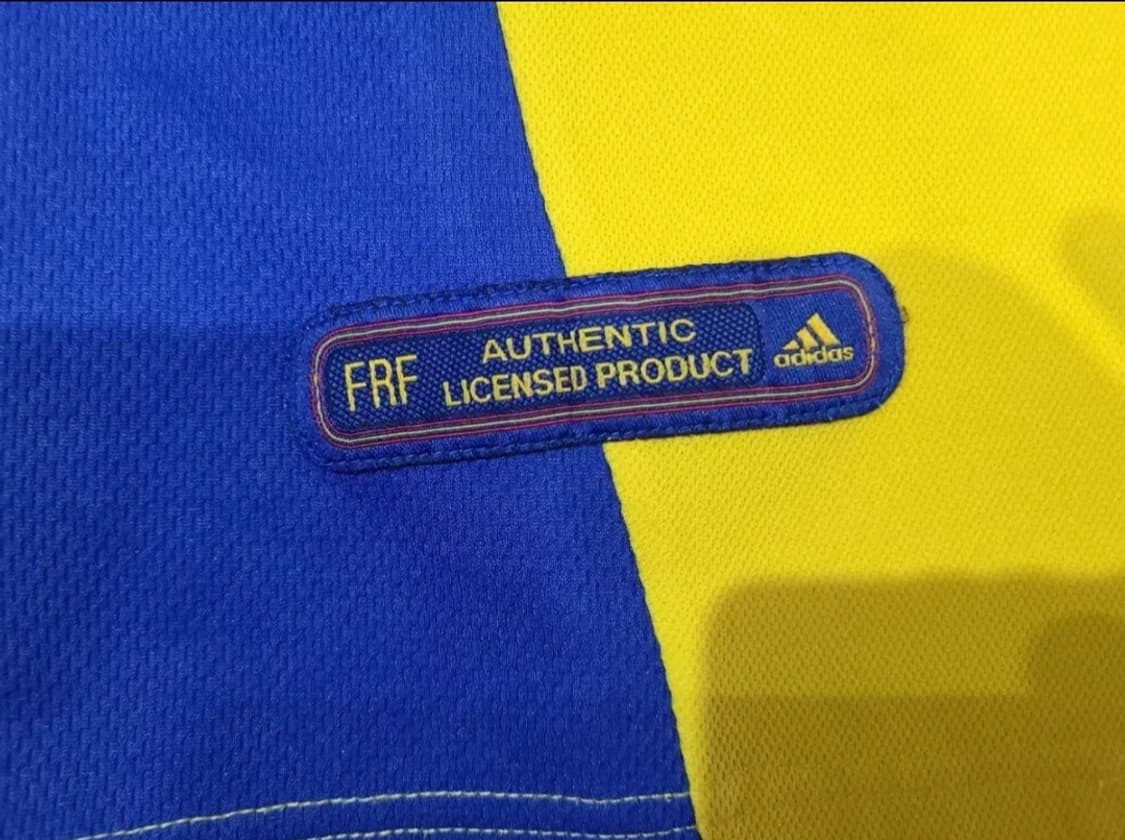 FRF
AUTHENTIC
LICENSED PRODUCT
adidas